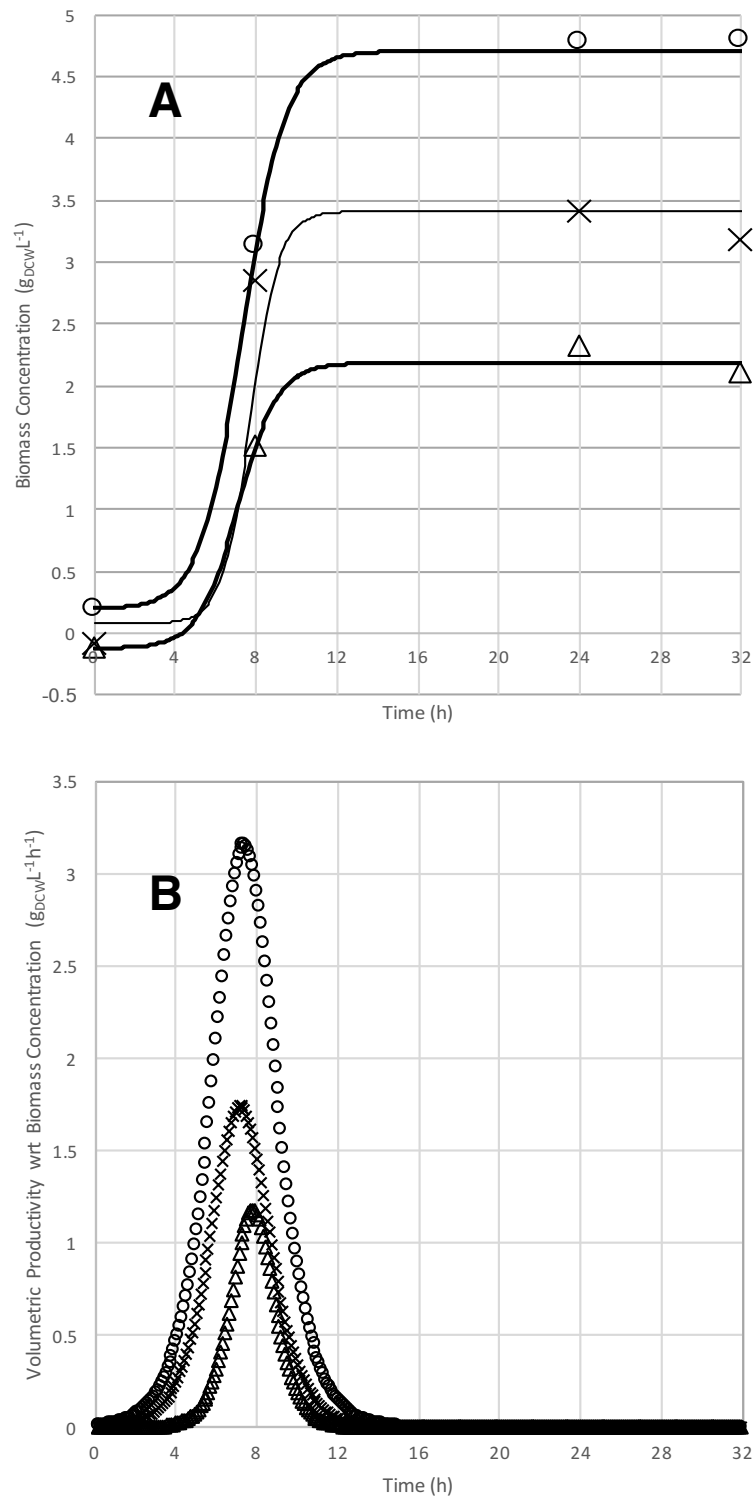 5
4.5
A
4
3.5
3
2.5
2
1.5
1
0.5
0
0 4 8 12 16 20 24 28 32
-0.5
Time (h)
Biomass Concentration (gDCWL-1)
3.5
3
B
2.5
2
1.5
1
0.5
0
0 4 8 12 16 20 24 28 32
Time (h)
Volumetric Productivity wrt Biomass Concentration (gDCWL-1h-1)